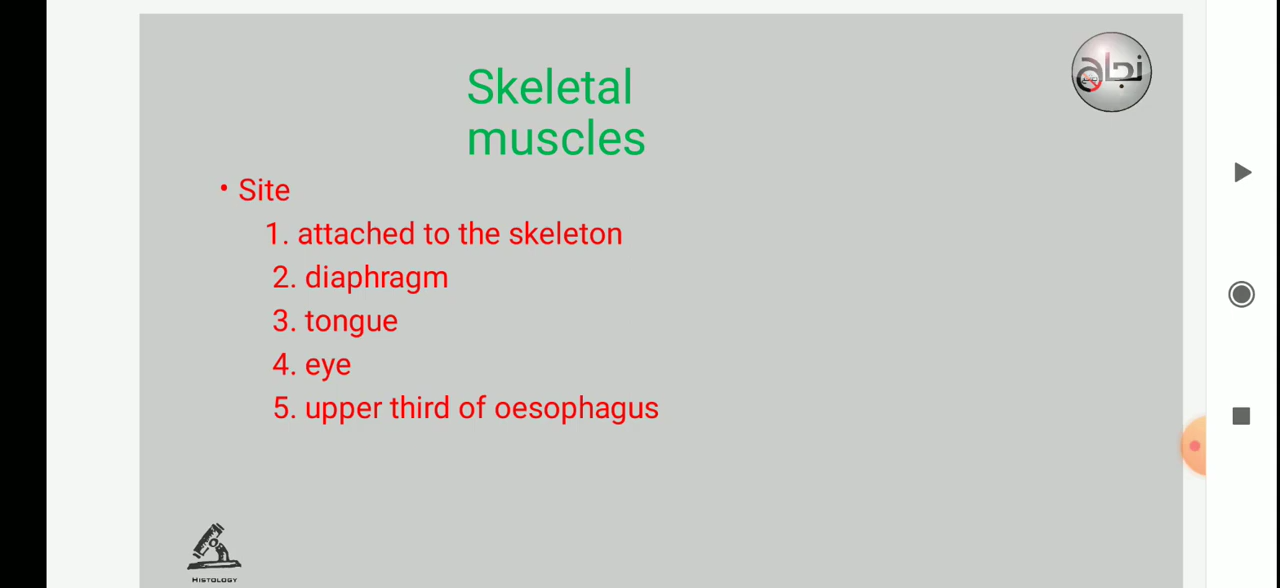 نجاح
Skeletal
muscles
• Site
1. attached to the skeleton
2. diaphragm
3. tongue
4. eye
5. upper third of oesophagus
HISTOLOGY